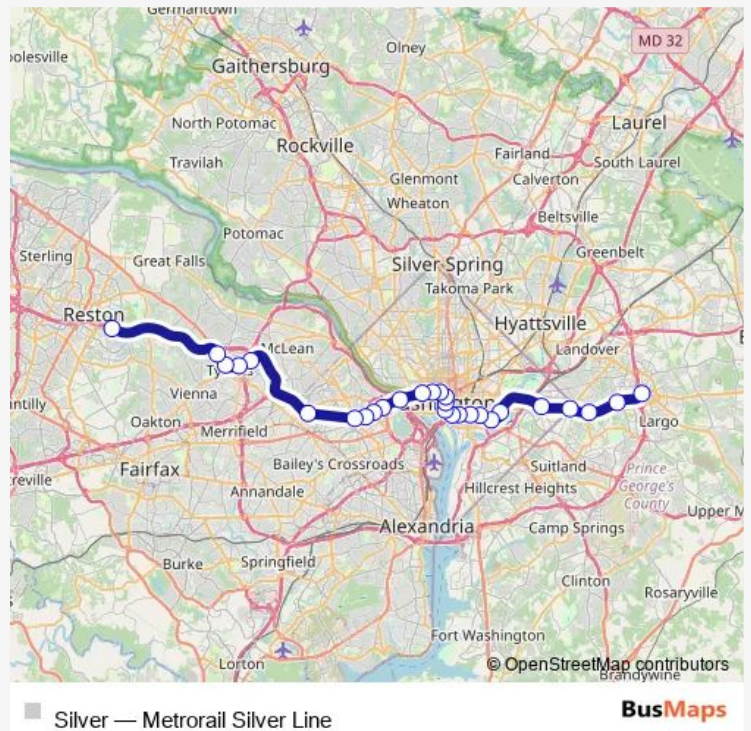 Germantown
Olney
MD 32
oolesville
Gaithersburg
North Potomac
Laurel
Rockville
Travilah
Fairland
South Laurel
Glenmont
Calverton
Wheaton
Beltsville
Potomac
Sterling
Great Falls
Silver Spring
Greenbelt
Takoma Park
Reston
Hyattsville
McLean
Landover
Vienna
ntilly
Oakton
Merrifield
Largo
Fairfax
Bailey's Crossroads
Suitland
Prince
George's
County
reville
Annandale
Hillcrest Heights
Upper M
Alexandria
Camp Springs
Burke
Springfield
Clinton
Rosaryville
Fort Washington
Lorton
© OpenStreetMap contributors
Brandywine
BusMaps
Silver — Metrorail Silver Line